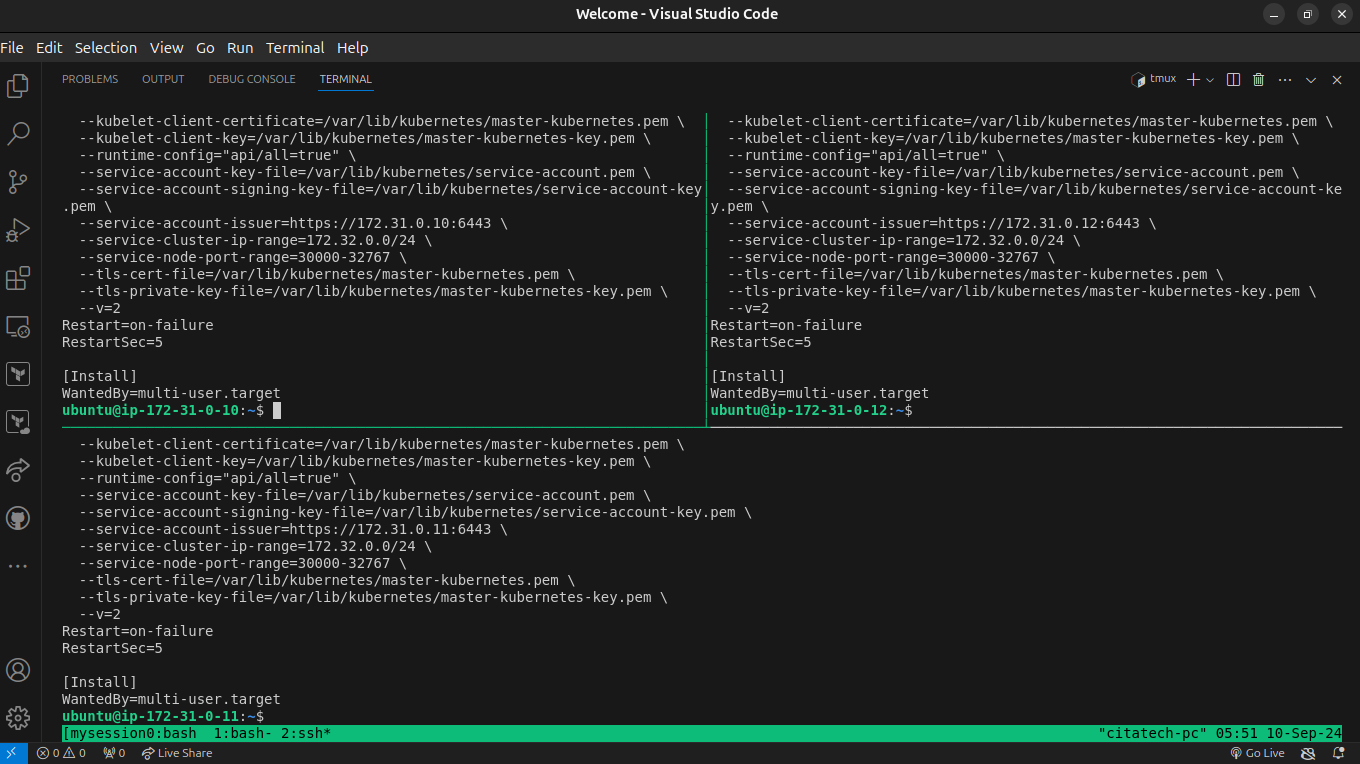 Welcome - Visual Studio Code
File Edit Selection View Go Run Terminal Help
PROBLEMS OUTPUT DEBUG CONSOLE TERMINAL
tmux
--kubelet-client-certificate=/var/lib/kubernetes/master-kubernetes.pem \
--kubelet-client-key=/var/lib/kubernetes/master-kubernetes-key.pem \
--runtime-config="api/all=true" \
--service-account-key-file=/var/lib/kubernetes/service-account.pem \
--service-account-signing-key-file=/var/lib/kubernetes/service-account-key
.pem \
--service-account-issuer=https://172.31.0.10:6443 \
--service-cluster-ip-range=172.32.0.0/24 \
--service-node-port-range=30000-32767 \
--tls-cert-file=/var/lib/kubernetes/master-kubernetes.pem \
--tls-private-key-file=/var/lib/kubernetes/master-kubernetes-key.pem \
--v=2
Restart=on-failure
RestartSec=5
[Install]
WantedBy=multi-user.target
ubuntu@ip-172-31-0-10:~$
--kubelet-client-certificate=/var/lib/kubernetes/master-kubernetes.pem \
--kubelet-client-key=/var/lib/kubernetes/master-kubernetes-key.pem \
--runtime-config="api/all=true" \
--service-account-key-file=/var/lib/kubernetes/service-account.pem \
--service-account-signing-key-file=/var/lib/kubernetes/service-account-ke
y.pem \
--service-account-issuer=https://172.31.0.12:6443 \
--service-cluster-ip-range=172.32.0.0/24 \
--service-node-port-range=30000-32767 \
--tls-cert-file=/var/lib/kubernetes/master-kubernetes.pem \
--tls-private-key-file=/var/lib/kubernetes/master-kubernetes-key.pem \
--v=2
Restart=on-failure
RestartSec=5
[Install]
WantedBy=multi-user.target
ubuntu@ip-172-31-0-12:~$
--kubelet-client-certificate=/var/lib/kubernetes/master-kubernetes.pem \
--kubelet-client-key=/var/lib/kubernetes/master-kubernetes-key.pem \
--runtime-config="api/all=true" \
--service-account-key-file=/var/lib/kubernetes/service-account.pem \
--service-account-signing-key-file=/var/lib/kubernetes/service-account-key.pem \
--service-account-issuer=https://172.31.0.11:6443 \
--service-cluster-ip-range=172.32.0.0/24 \
--service-node-port-range=30000-32767 \
--tls-cert-file=/var/lib/kubernetes/master-kubernetes.pem \
--tls-private-key-file=/var/lib/kubernetes/master-kubernetes-key.pem \
--v=2
Restart=on-failure
RestartSec=5
[Install]
WantedBy=multi-user.target
ubuntu@ip-172-31-0-11:~$
[mysession0:bash 1:bash- 2:ssh* "citatech-pc" 05:51 10-Sep-24
0 0 0 Live Share Go Live